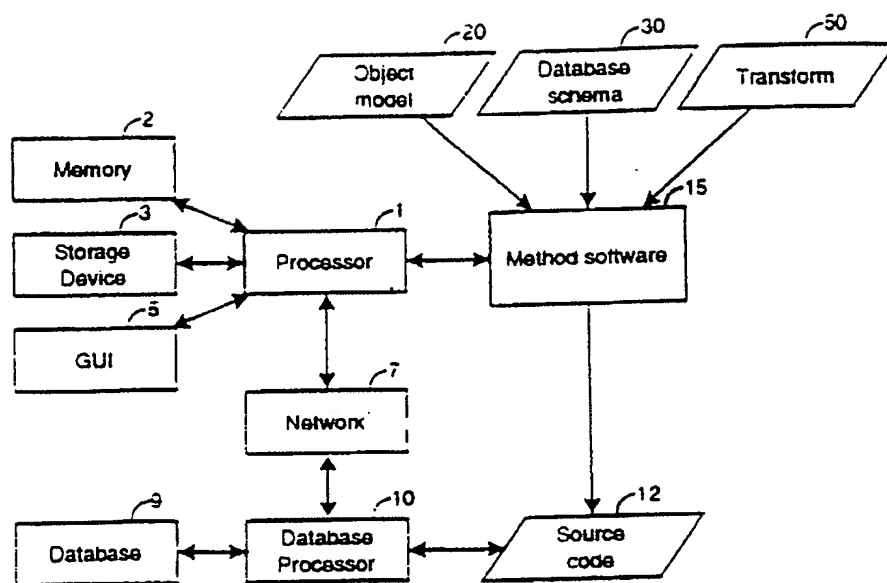 20
30
50
Object
model
Database
schema
Transform
2
Memory
3
Storage
Device
5
GUI
1
Processor
15
Method software
7
Network
9
Database
10
Database
Processor
12
Source
code